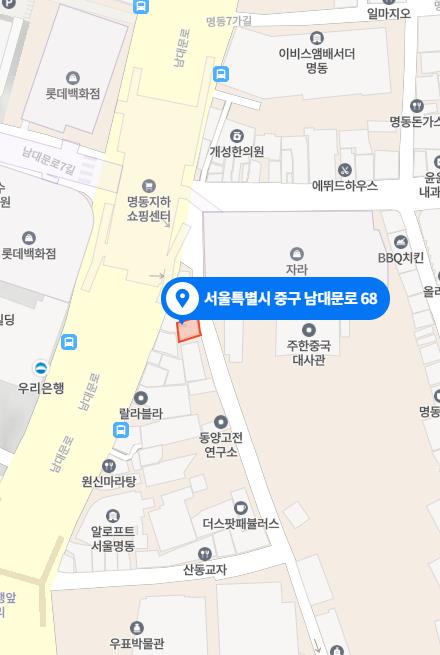 명동7가길
일마지오
남대문로
이비스앰배서더
명동
롯데백화점
명동돈가스
개성한의원
남대문로7길
에뛰드하우스
내과
명동지하
쇼핑센터
롯데백화점
자라
BBQ치킨
서울특별시 중구 남대문로 68
올리
딩
주한중국
대사관
우리은행
남대문로
랄라블라
명동
남대문로
동양고전
연구소
원신마라탕
더스팟패뷸러스
알로프트
서울명동
산동교자
행앞
리
우표박물관